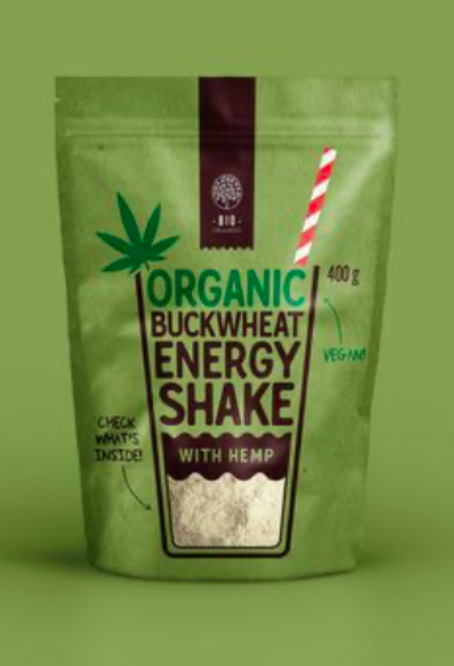 · BIO ·
ORGANIC
400 g
BUCKWHEAT
ENERGY
SHAKE
VEGAN!
CHECK
WHAT'S
INSIDE!
WITH HEMP